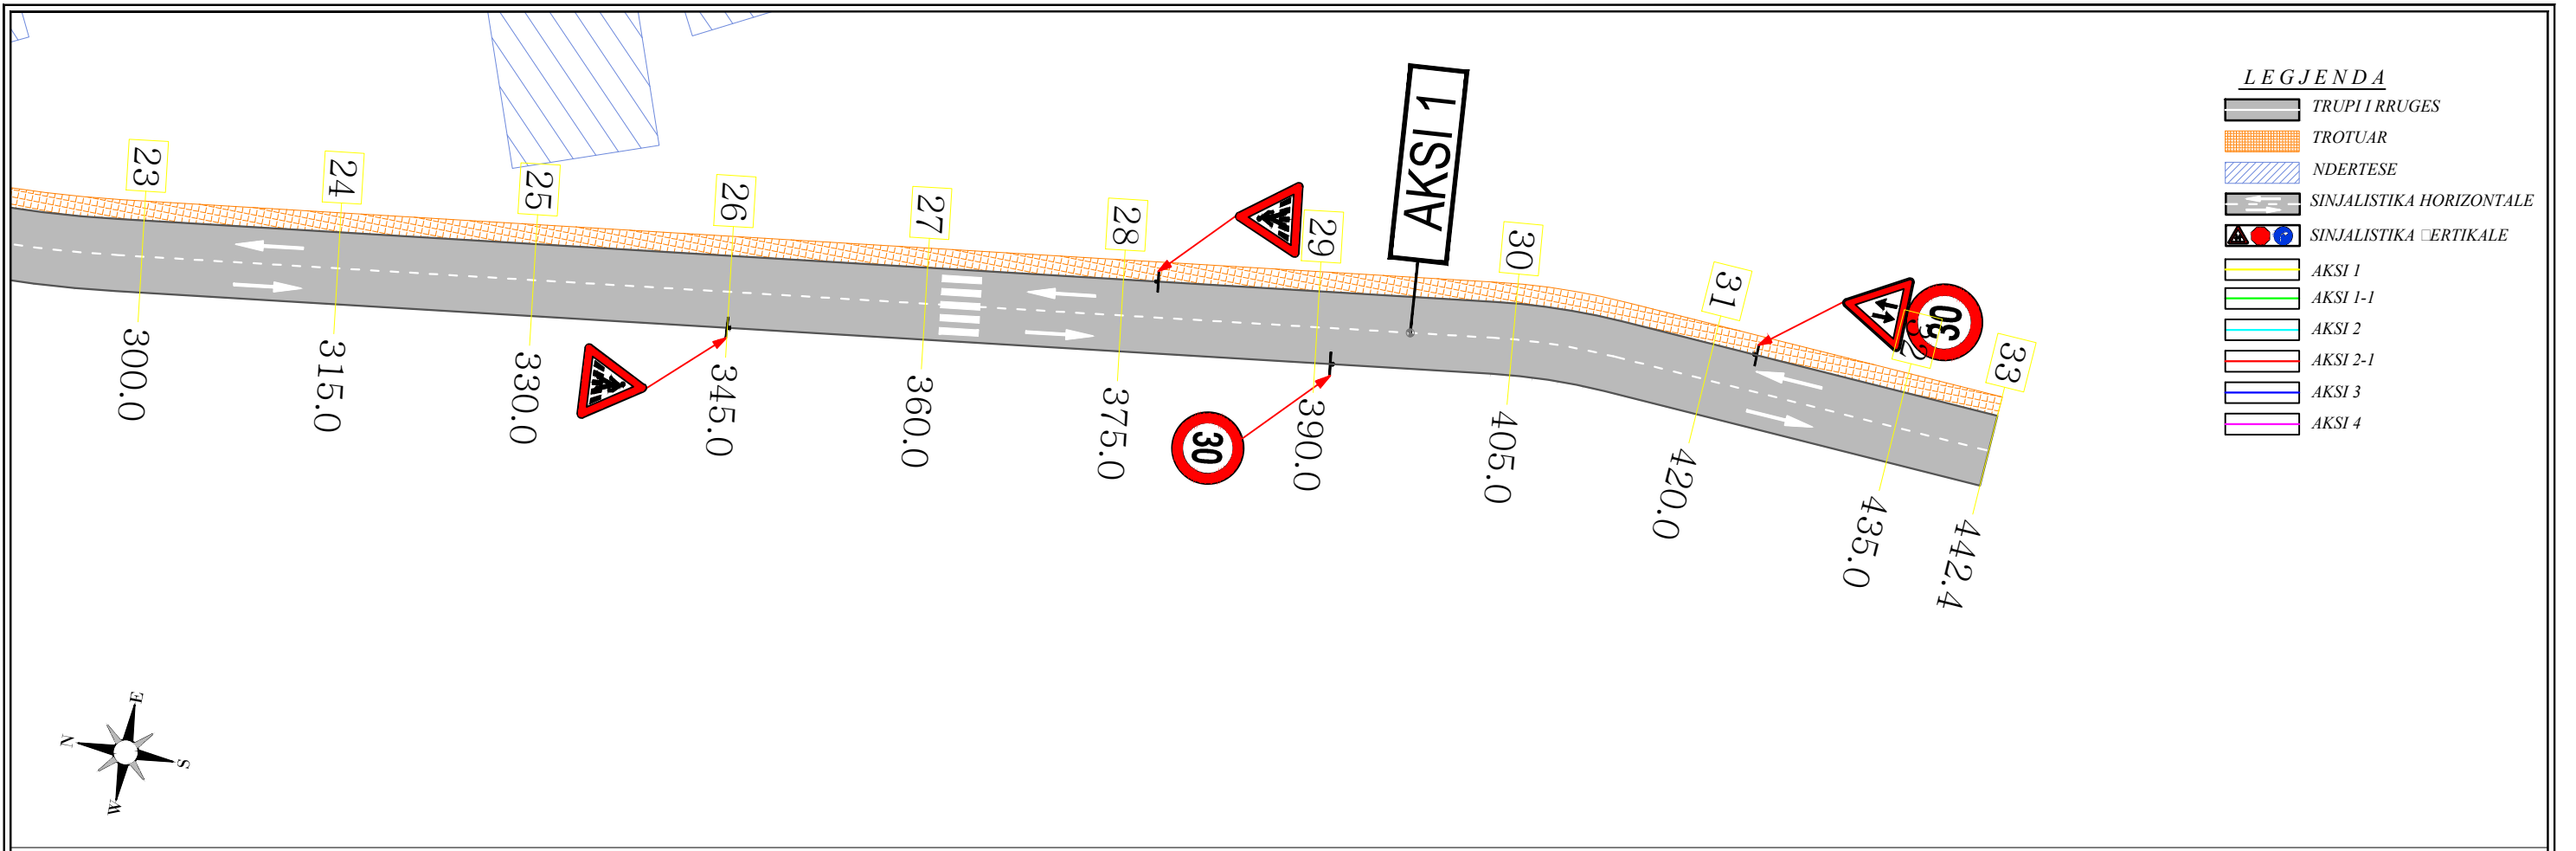 23
24
25
26
27
28
29
30
31
32
33
AKSI 1
30
30
300.0
315.0
330.0
345.0
360.0
375.0
390.0
405.0
420.0
435.0
442.4
N
E
S
W
LEGJENDA
TRUPI I RRUGES
TROTUAR
NDERTESE
SINJALISTIKA HORIZONTALE
SINJALISTIKA □ERTIKALE
AKSI 1
AKSI 1-1
AKSI 2
AKSI 2-1
AKSI 3
AKSI 4